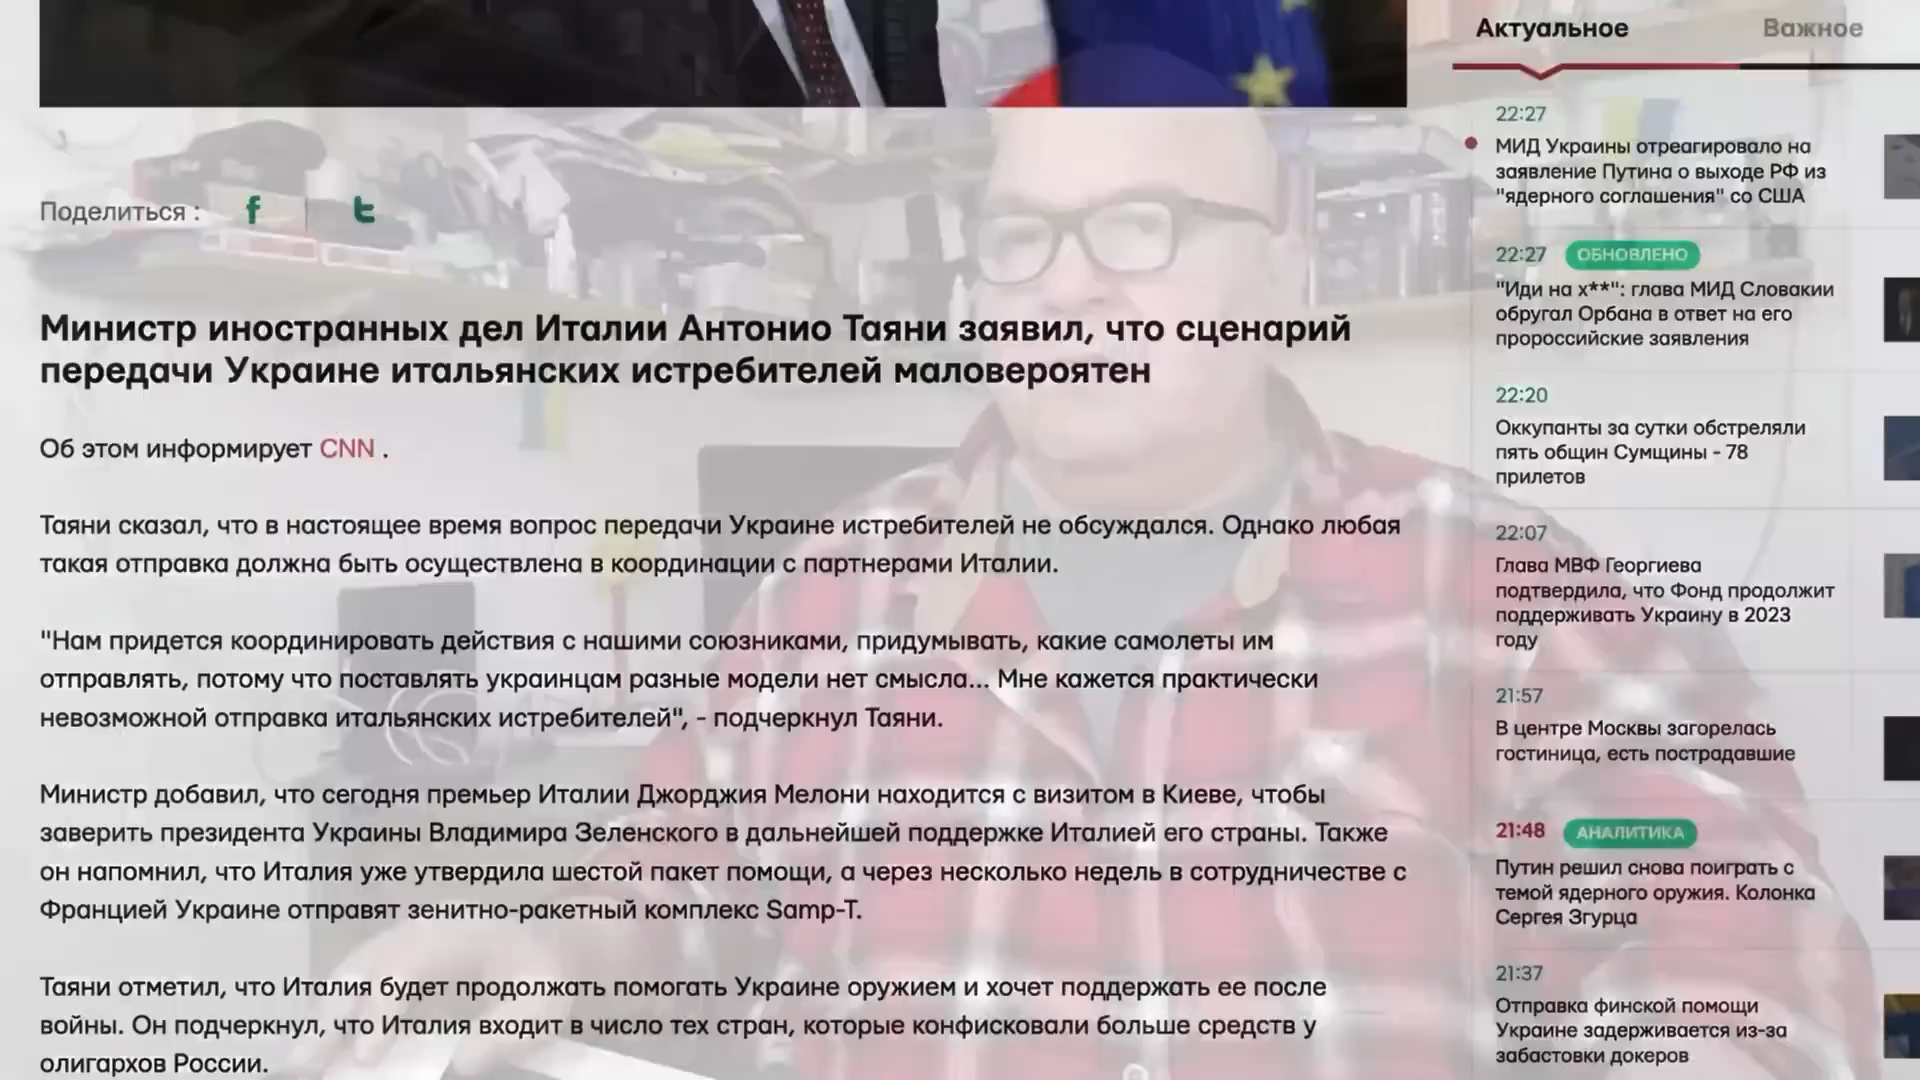 Поделиться :
Министр иностранных дел Италии Антонио Таяни заявил, что сценарий
передачи Украине итальянских истребителей маловероятен
Об этом информирует CNN .
Таяни сказал, что в настоящее время вопрос передачи Украине истребителей не обсуждался. Однако любая
такая отправка должна быть осуществлена в координации с партнерами Италии.
"Нам придется координировать действия с нашими союзниками, придумывать, какие самолеты им
отправлять, потому что поставлять украинцам разные модели нет смысла... Мне кажется практически
невозможной отправка итальянских истребителей", - подчеркнул Таяни.
Министр добавил, что сегодня премьер Италии Джорджия Мелони находится с визитом в Киеве, чтобы
заверить президента Украины Владимира Зеленского в дальнейшей поддержке Италией его страны. Также
он напомнил, что Италия уже утвердила шестой пакет помощи, а через несколько недель в сотрудничестве с
Францией Украине отправят зенитно-ракетный комплекс Samp-T.
Таяни отметил, что Италия будет продолжать помогать Украине оружием и хочет поддержать ее после
войны. Он подчеркнул, что Италия входит в число тех стран, которые конфисковали больше средств у
олигархов России.
Актуальное
Важное
22:27
МИД Украины отреагировало на
заявление Путина о выходе РФ из
"ядерного соглашения" со США
22:27 ОБНОВЛЕНО
"Иди на х**": глава МИД Словакии
обругал Орбана в ответ на его
пророссийские заявления
22:20
Оккупанты за сутки обстреляли
пять общин Сумщины - 78
прилетов
22:07
Глава МВФ Георгиева
подтвердила, что Фонд продолжит
поддерживать Украину в 2023
году
21:57
В центре Москвы загорелась
гостиница, есть пострадавшие
21:48 АНАЛИТИКА
Путин решил снова поиграть с
темой ядерного оружия. Колонка
Сергея Згурца
21:37
Отправка финской помощи
Украине задерживается из-за
забастовки докеров